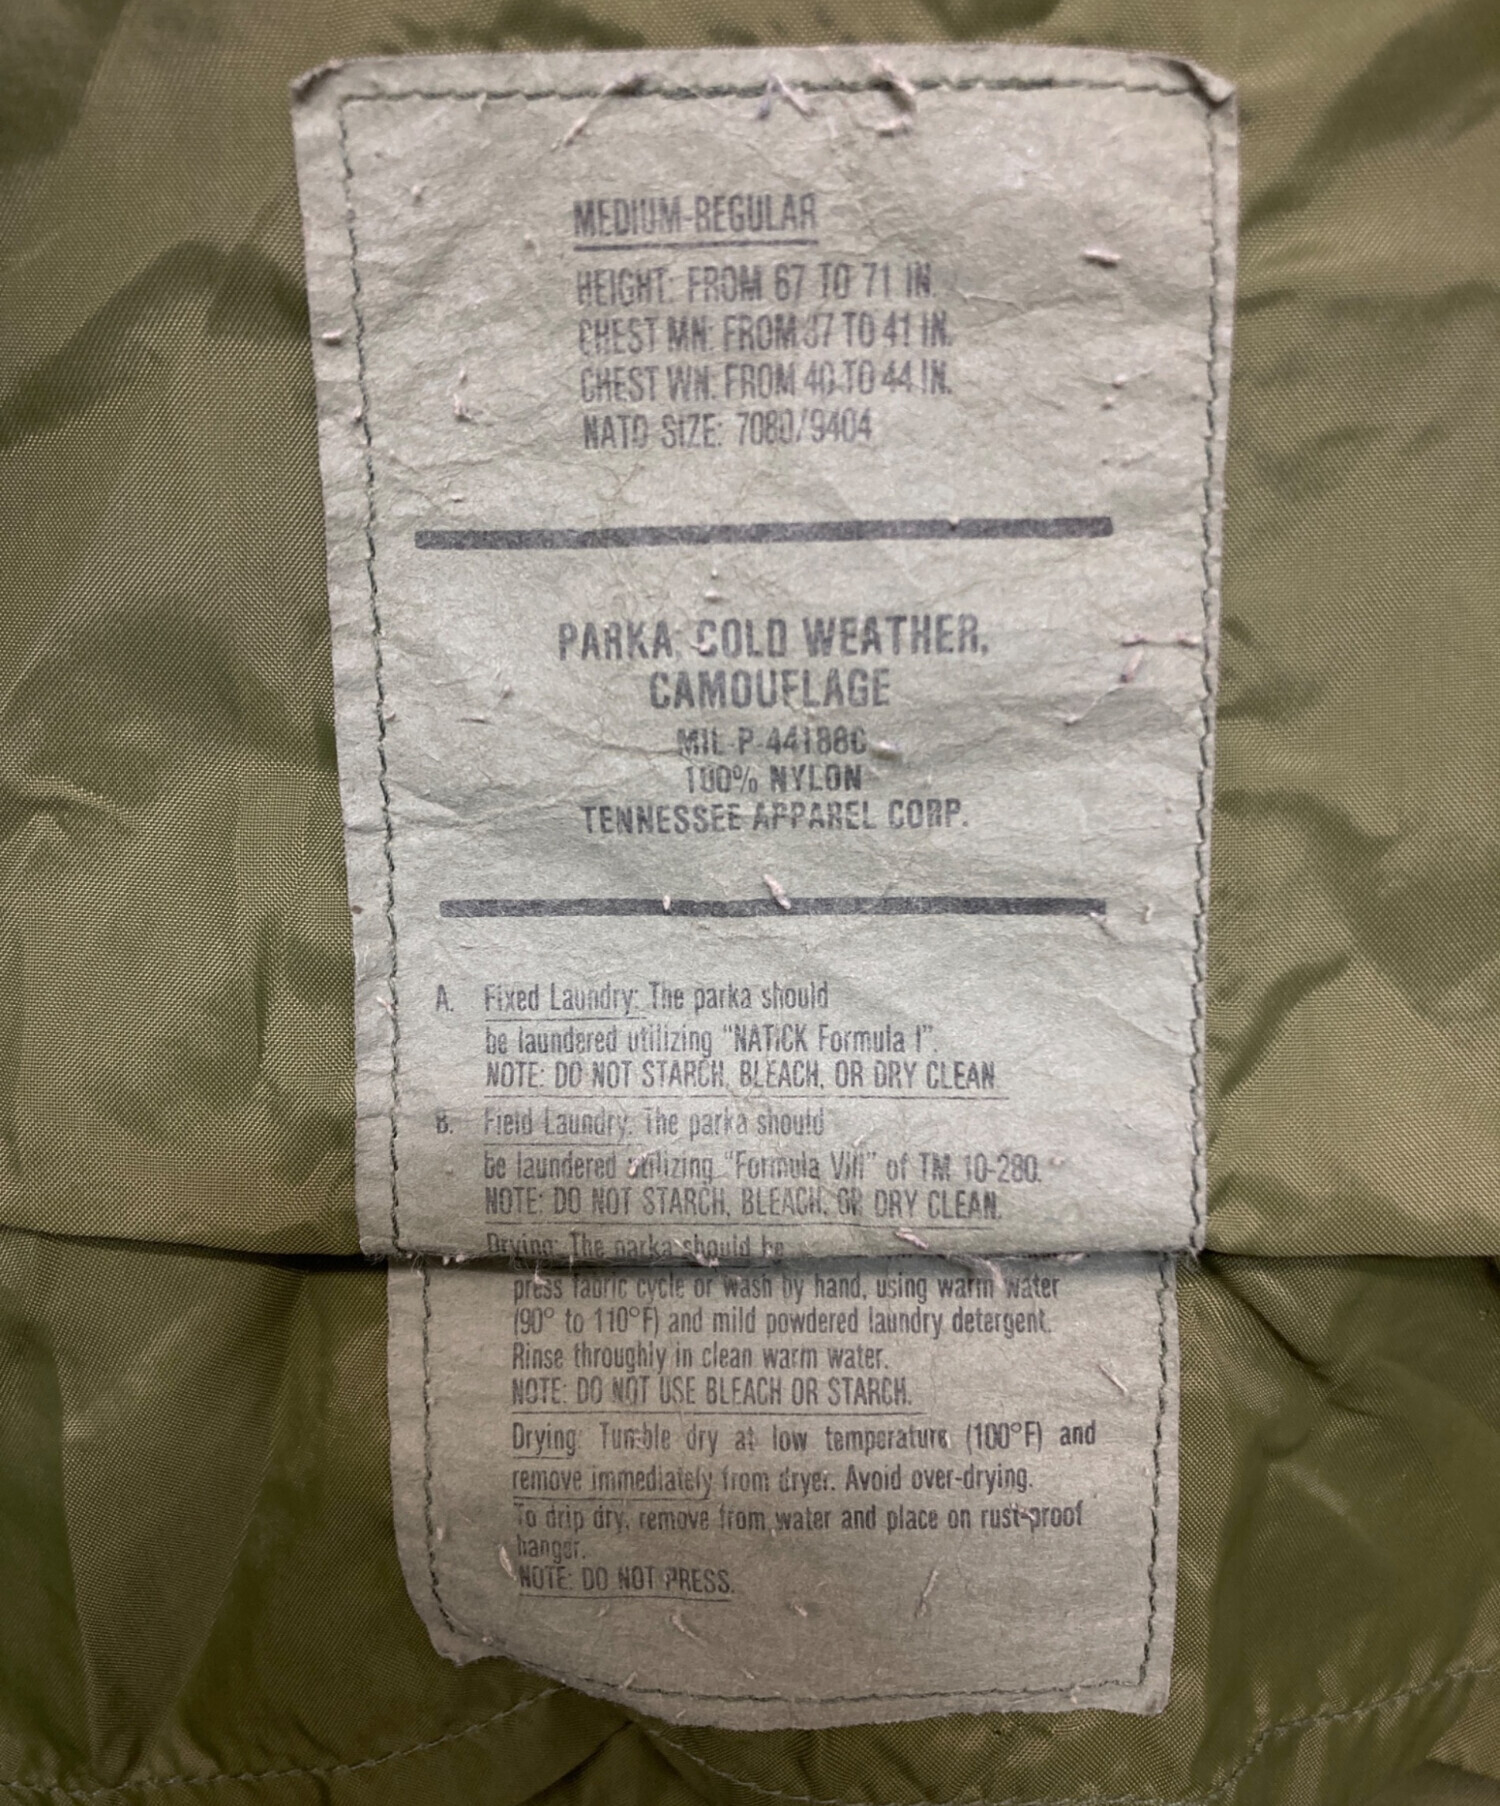 MEDIUM-REGULAR
HEIGHT: FROM 67 TO 71 IN.
CHEST MN: FROM 37 TO 41 IN.
CHEST WN: FROM 40 TO 44 IN.
NATO SIZE: 7080/9404
PARKA, COLD WEATHER,
CAMOUFLAGE
MIL-P-44188C
100% NYLON
TENNESSEE APPAREL CORP.
A. Fixed Laundry: The parka should
be laundered utilizing "NATICK Formula I".
NOTE: DO NOT STARCH, BLEACH, OR DRY CLEAN
B. Field Laundry: The parka should
be laundered utilizing "Formula VIII" of TM 10-280.
NOTE: DO NOT STARCH, BLEACH, OR DRY CLEAN.
Drying: The parka should be
press fabric cycle or wash by hand, using warm water
(90° to 110°F) and mild powdered laundry detergent.
Rinse throughly in clean warm water.
NOTE: DO NOT USE BLEACH OR STARCH.
Drying: Tumble dry at low temperature (100°F) and
remove immediately from dryer. Avoid over-drying.
To drip dry, remove from water and place on rust-proof
hanger.
NOTE: DO NOT PRESS.